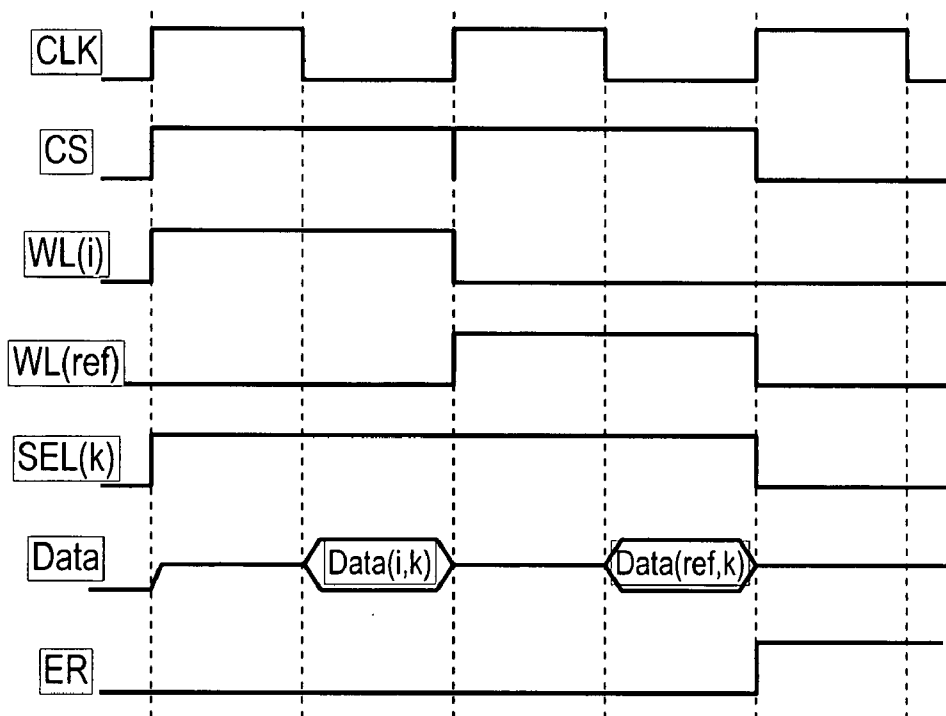 CLK
CS
WL(i)
WL(ref)
SEL(k)
Data
Data(i,k)
Data(ref,k)
ER